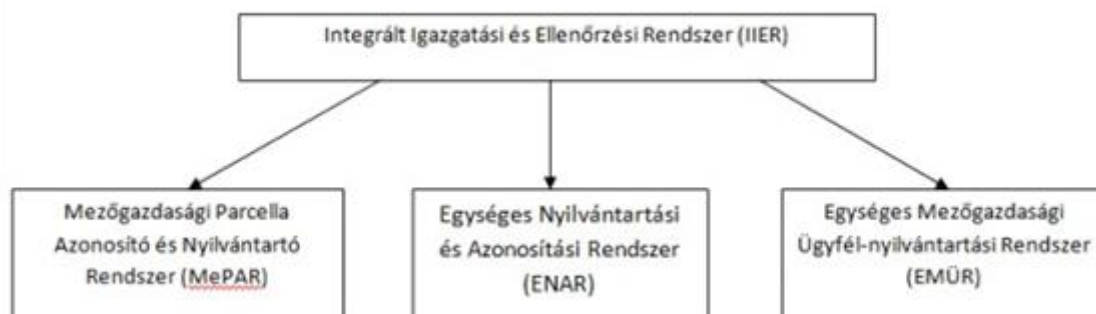 Integrált Igazgatási és Ellenőrzési Rendszer (IIER)
Mezőgazdasági Parcella
Azonosító és Nyilvántartó
Rendszer (MePAR)
Egységes Nyilvántartási
és Azonosítási Rendszer
(ENAR)
Egységes Mezőgazdasági
Ügyfél-nyilvántartási Rendszer
(EMÜR)